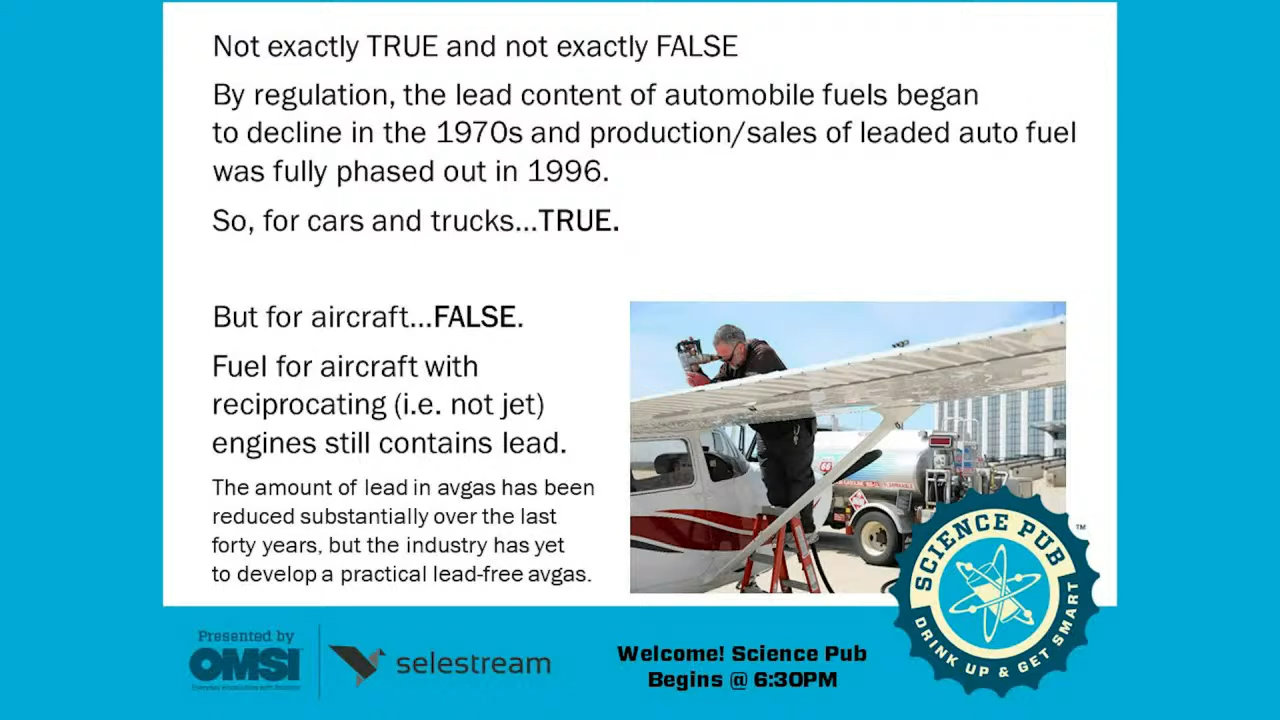 Not exactly TRUE and not exactly FALSE
By regulation, the lead content of automobile fuels began
to decline in the 1970s and production/sales of leaded auto fuel
was fully phased out in 1996.
So, for cars and trucks...TRUE.
But for aircraft...FALSE.
Fuel for aircraft with
reciprocating (i.e. not jet)
engines still contains lead.
The amount of lead in avgas has been
reduced substantially over the last
forty years, but the industry has yet
to develop a practical lead-free avgas.
SCIENCE PUB
TM
DRINK UP & GET SMART
Presented by
OMSI
selestream
Welcome! Science Pub
Begins @ 6:30PM